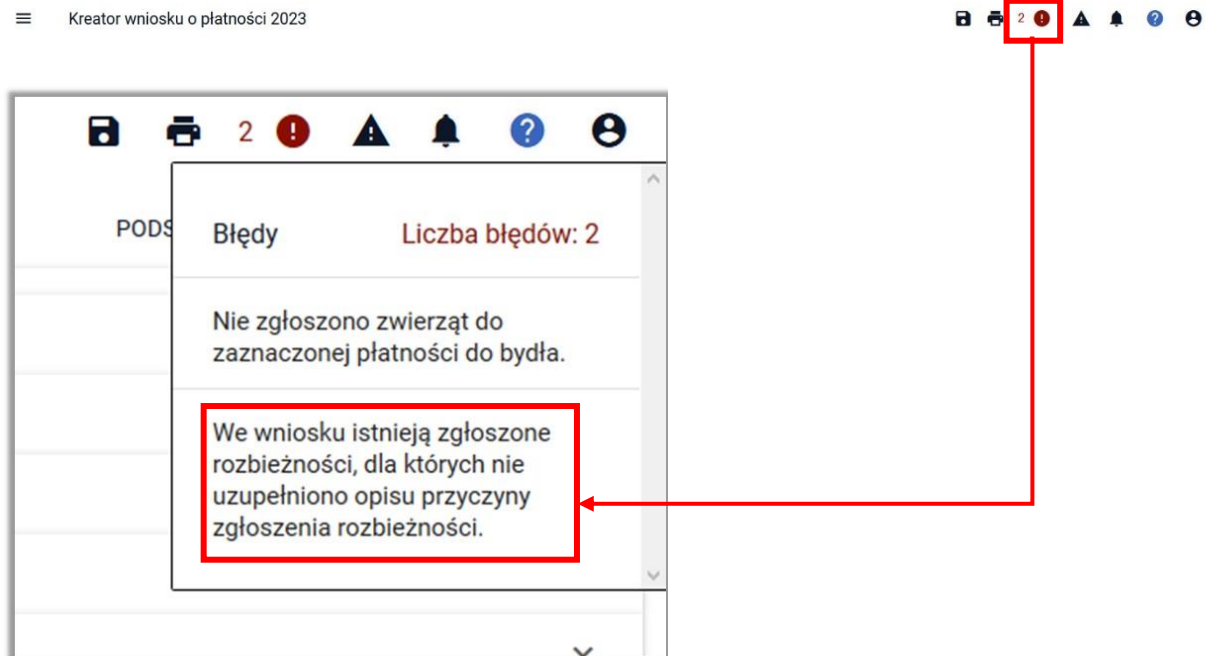 Kreator wniosku o płatności 2023
2
2
PODS
Błędy
Liczba błędów: 2
Nie zgłoszono zwierząt do
zaznaczonej płatności do bydła.
We wniosku istnieją zgłoszone
rozbieżności, dla których nie
uzupełniono opisu przyczyny
zgłoszenia rozbieżności.